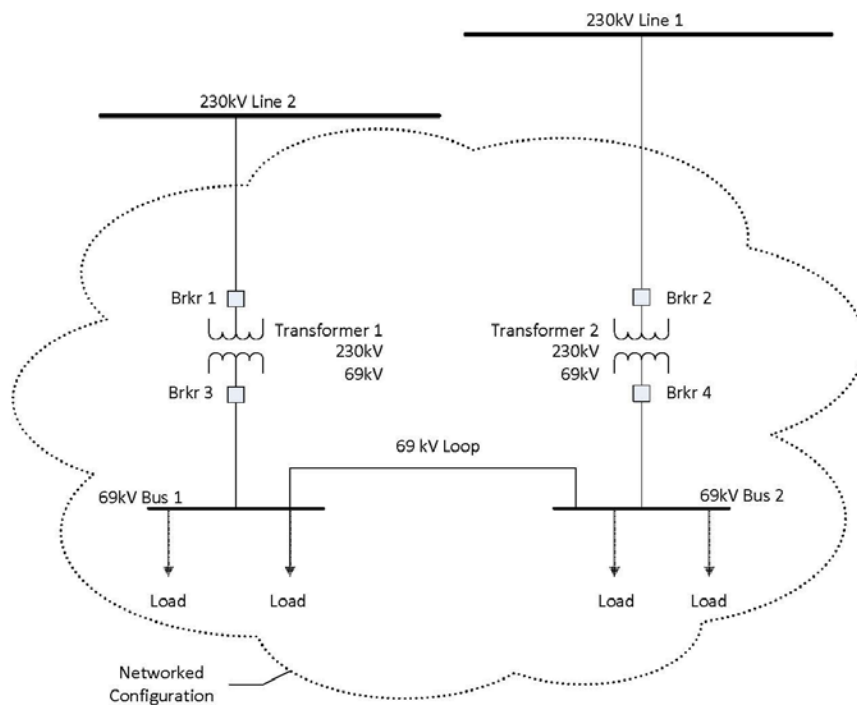 230kV Line 1
230kV Line 2
Brkr 1
Brkr 2
Transformer 1
230kV
69kV
Transformer 2
230kV
69kV
Brkr 3
Brkr 4
69 kV Loop
69kV Bus 1
69kV Bus 2
Load
Load
Load
Load
Networked
Configuration